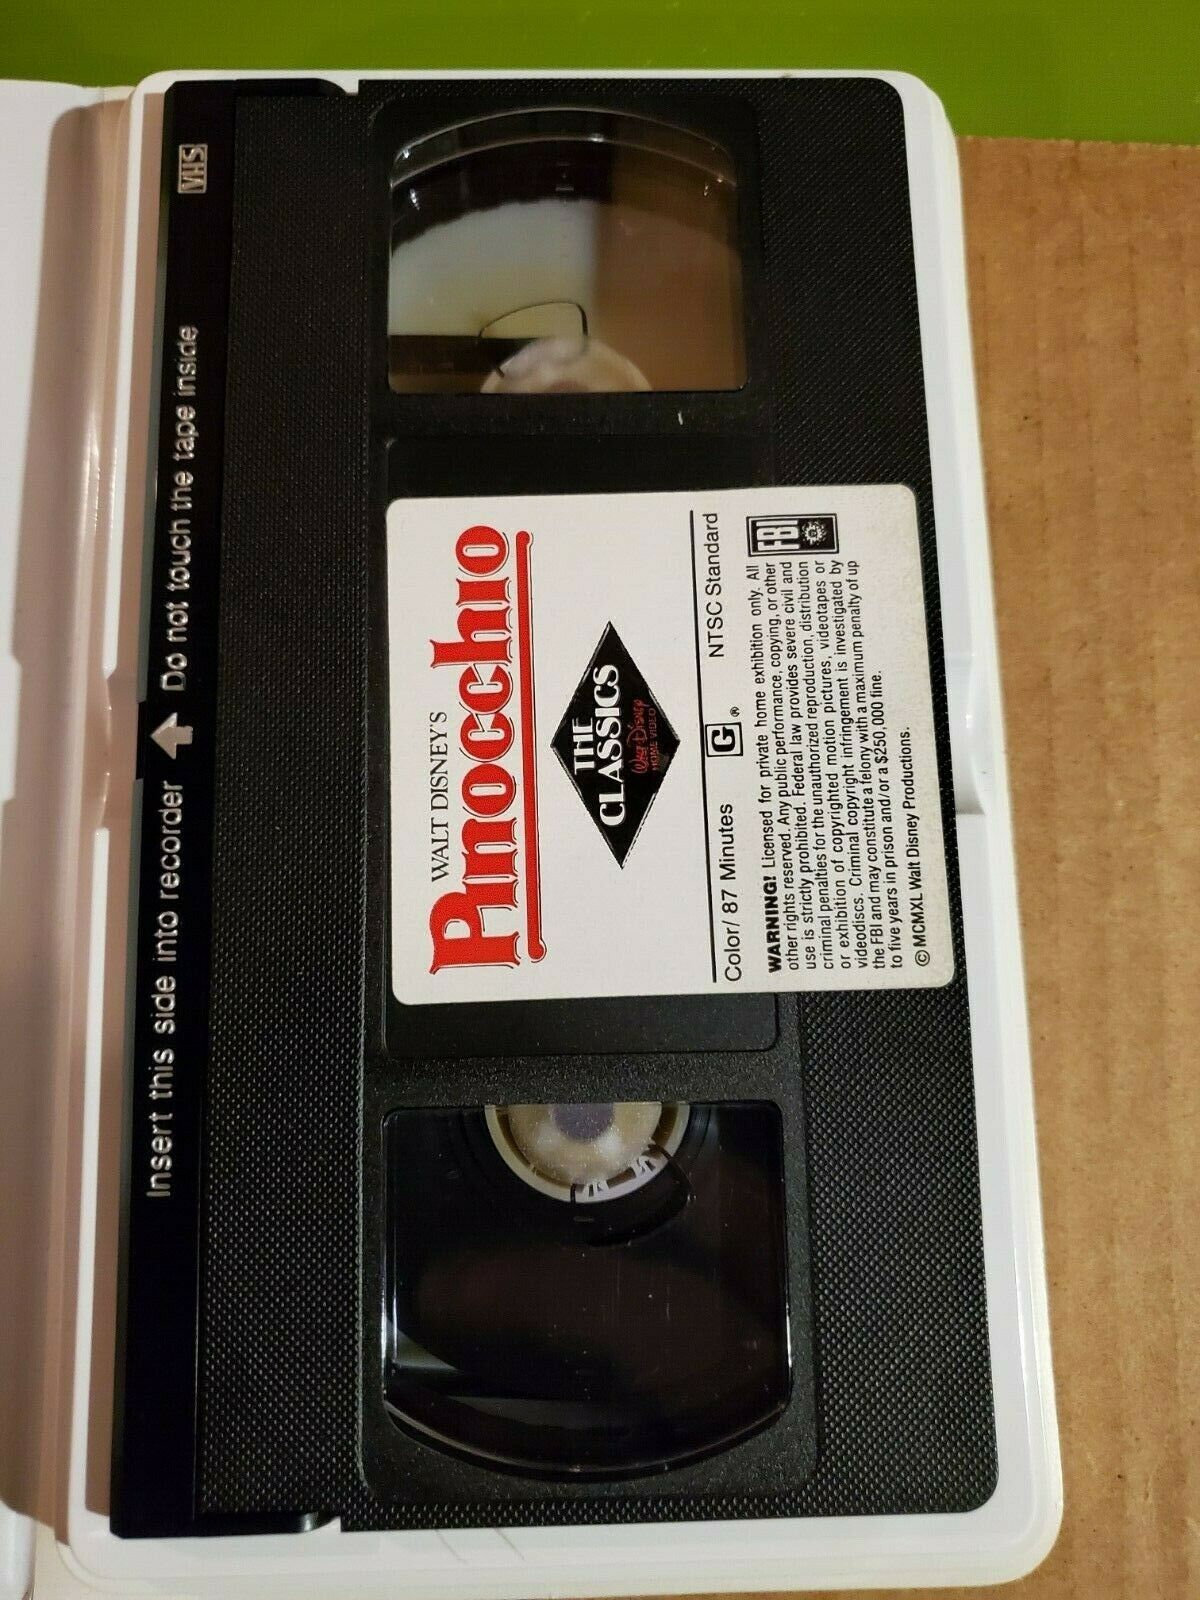 VHS
Insert this side into recorder Do not touch the tape inside
WALT DISNEY'S
Pinocchio
THE
CLASSICS
Walt Disney
HOME VIDEO
Color/ 87 Minutes G ® NTSC Standard
WARNING! Licensed for private home exhibition only. All
other rights reserved. Any public performance, copying, or other
use is strictly prohibited. Federal law provides severe civil and
criminal penalties for the unauthorized reproduction, distribution
or exhibition of copyrighted motion pictures, videotapes or
videodiscs. Criminal copyright infringement is investigated by
the FBI and may constitute a felony with a maximum penalty of up
to five years in prison and/or a $250,000 fine.
© MCMXL Walt Disney Productions.
FBI